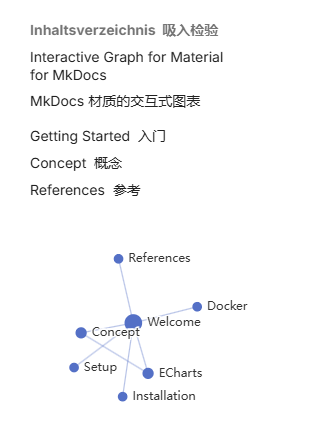 Inhaltsverzeichnis 吸入检验
Interactive Graph for Material
for MkDocs
MkDocs 材质的交互式图表
Getting Started 入门
Concept 概念
References 参考
References
Docker
Welcome
Concept
Setup
ECharts
Installation